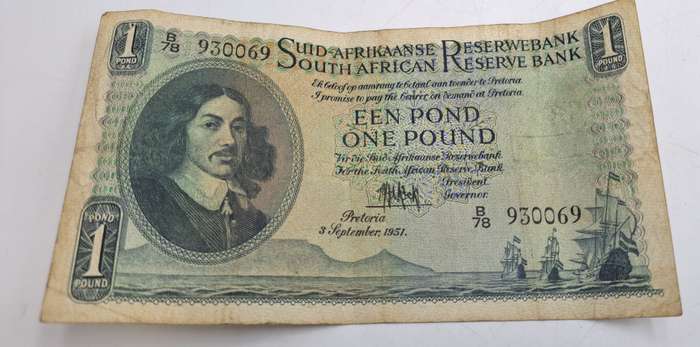 1 POND
B/78 930069
SUID-AFRIKAANSE RESERWEBANK
SOUTH AFRICAN RESERVE BANK
1 POUND
Ek beloof op aanvraag te betaal aan toonder te Pretoria
I promise to pay the bearer on demand at Pretoria
EEN POND
ONE POUND
Vir die Suid Afrikaanse Reserwebank
For the South African Reserve Bank
President
Governor.
Pretoria
3 September, 1951.
B/78 930069
POND
1
POUND